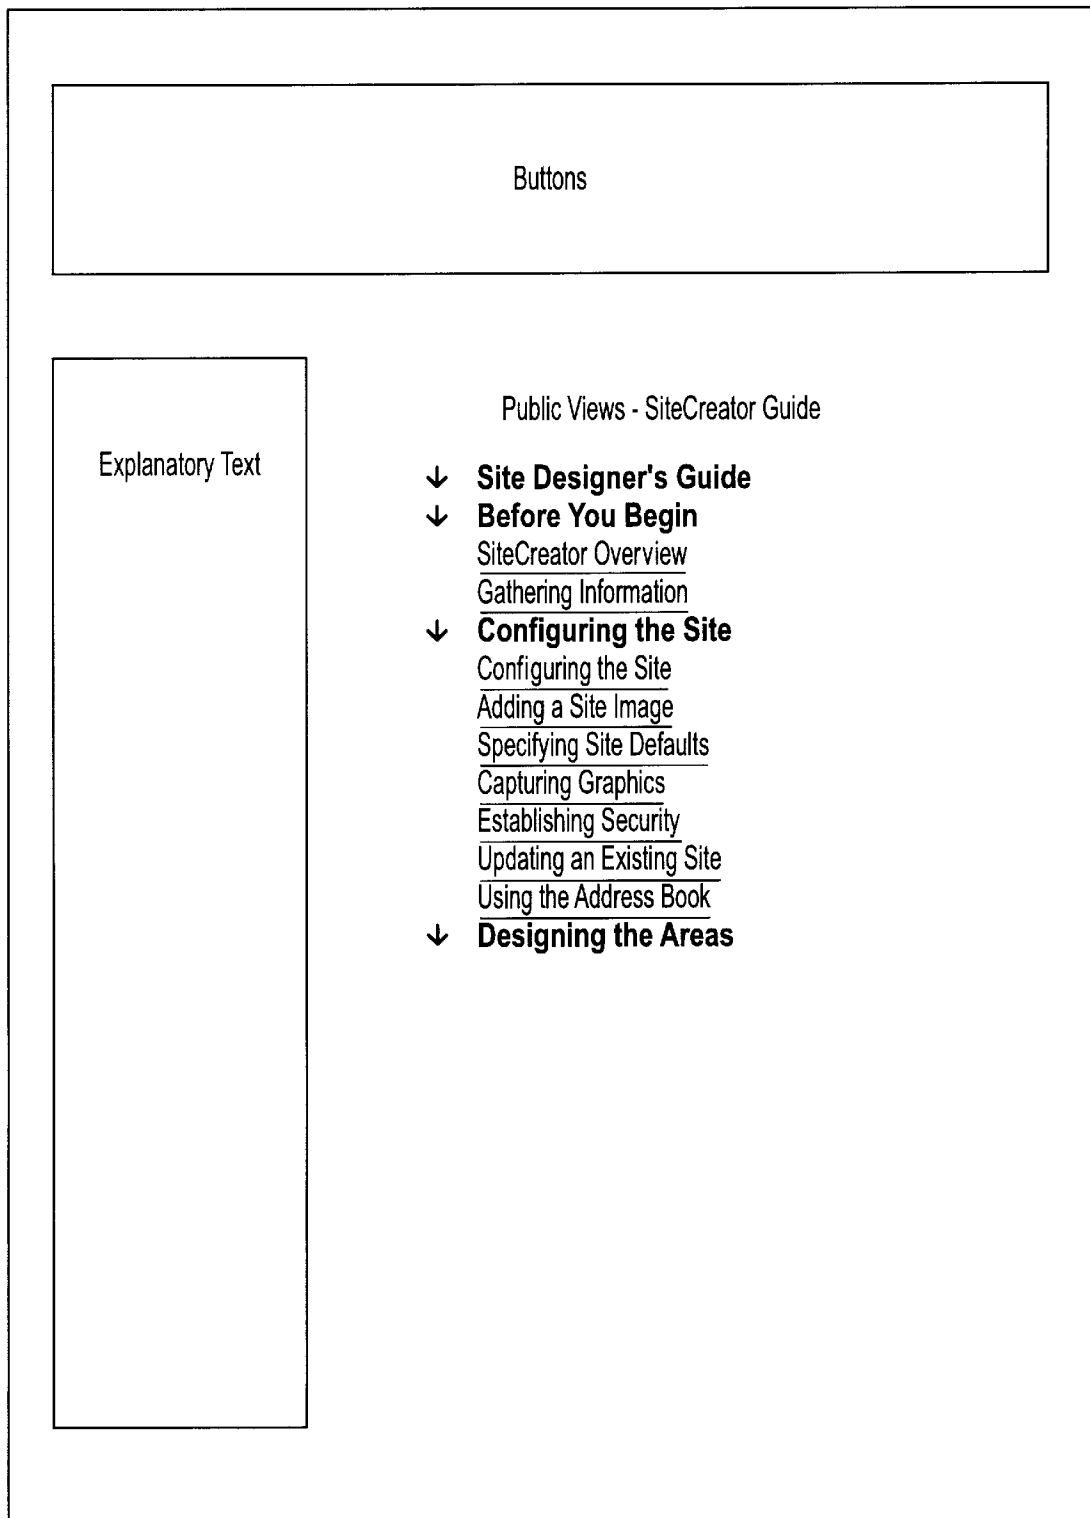 Buttons
Explanatory Text
Public Views - SiteCreator Guide
↓ Site Designer's Guide
↓ Before You Begin
SiteCreator Overview
Gathering Information
↓ Configuring the Site
Configuring the Site
Adding a Site Image
Specifying Site Defaults
Capturing Graphics
Establishing Security
Updating an Existing Site
Using the Address Book
↓ Designing the Areas